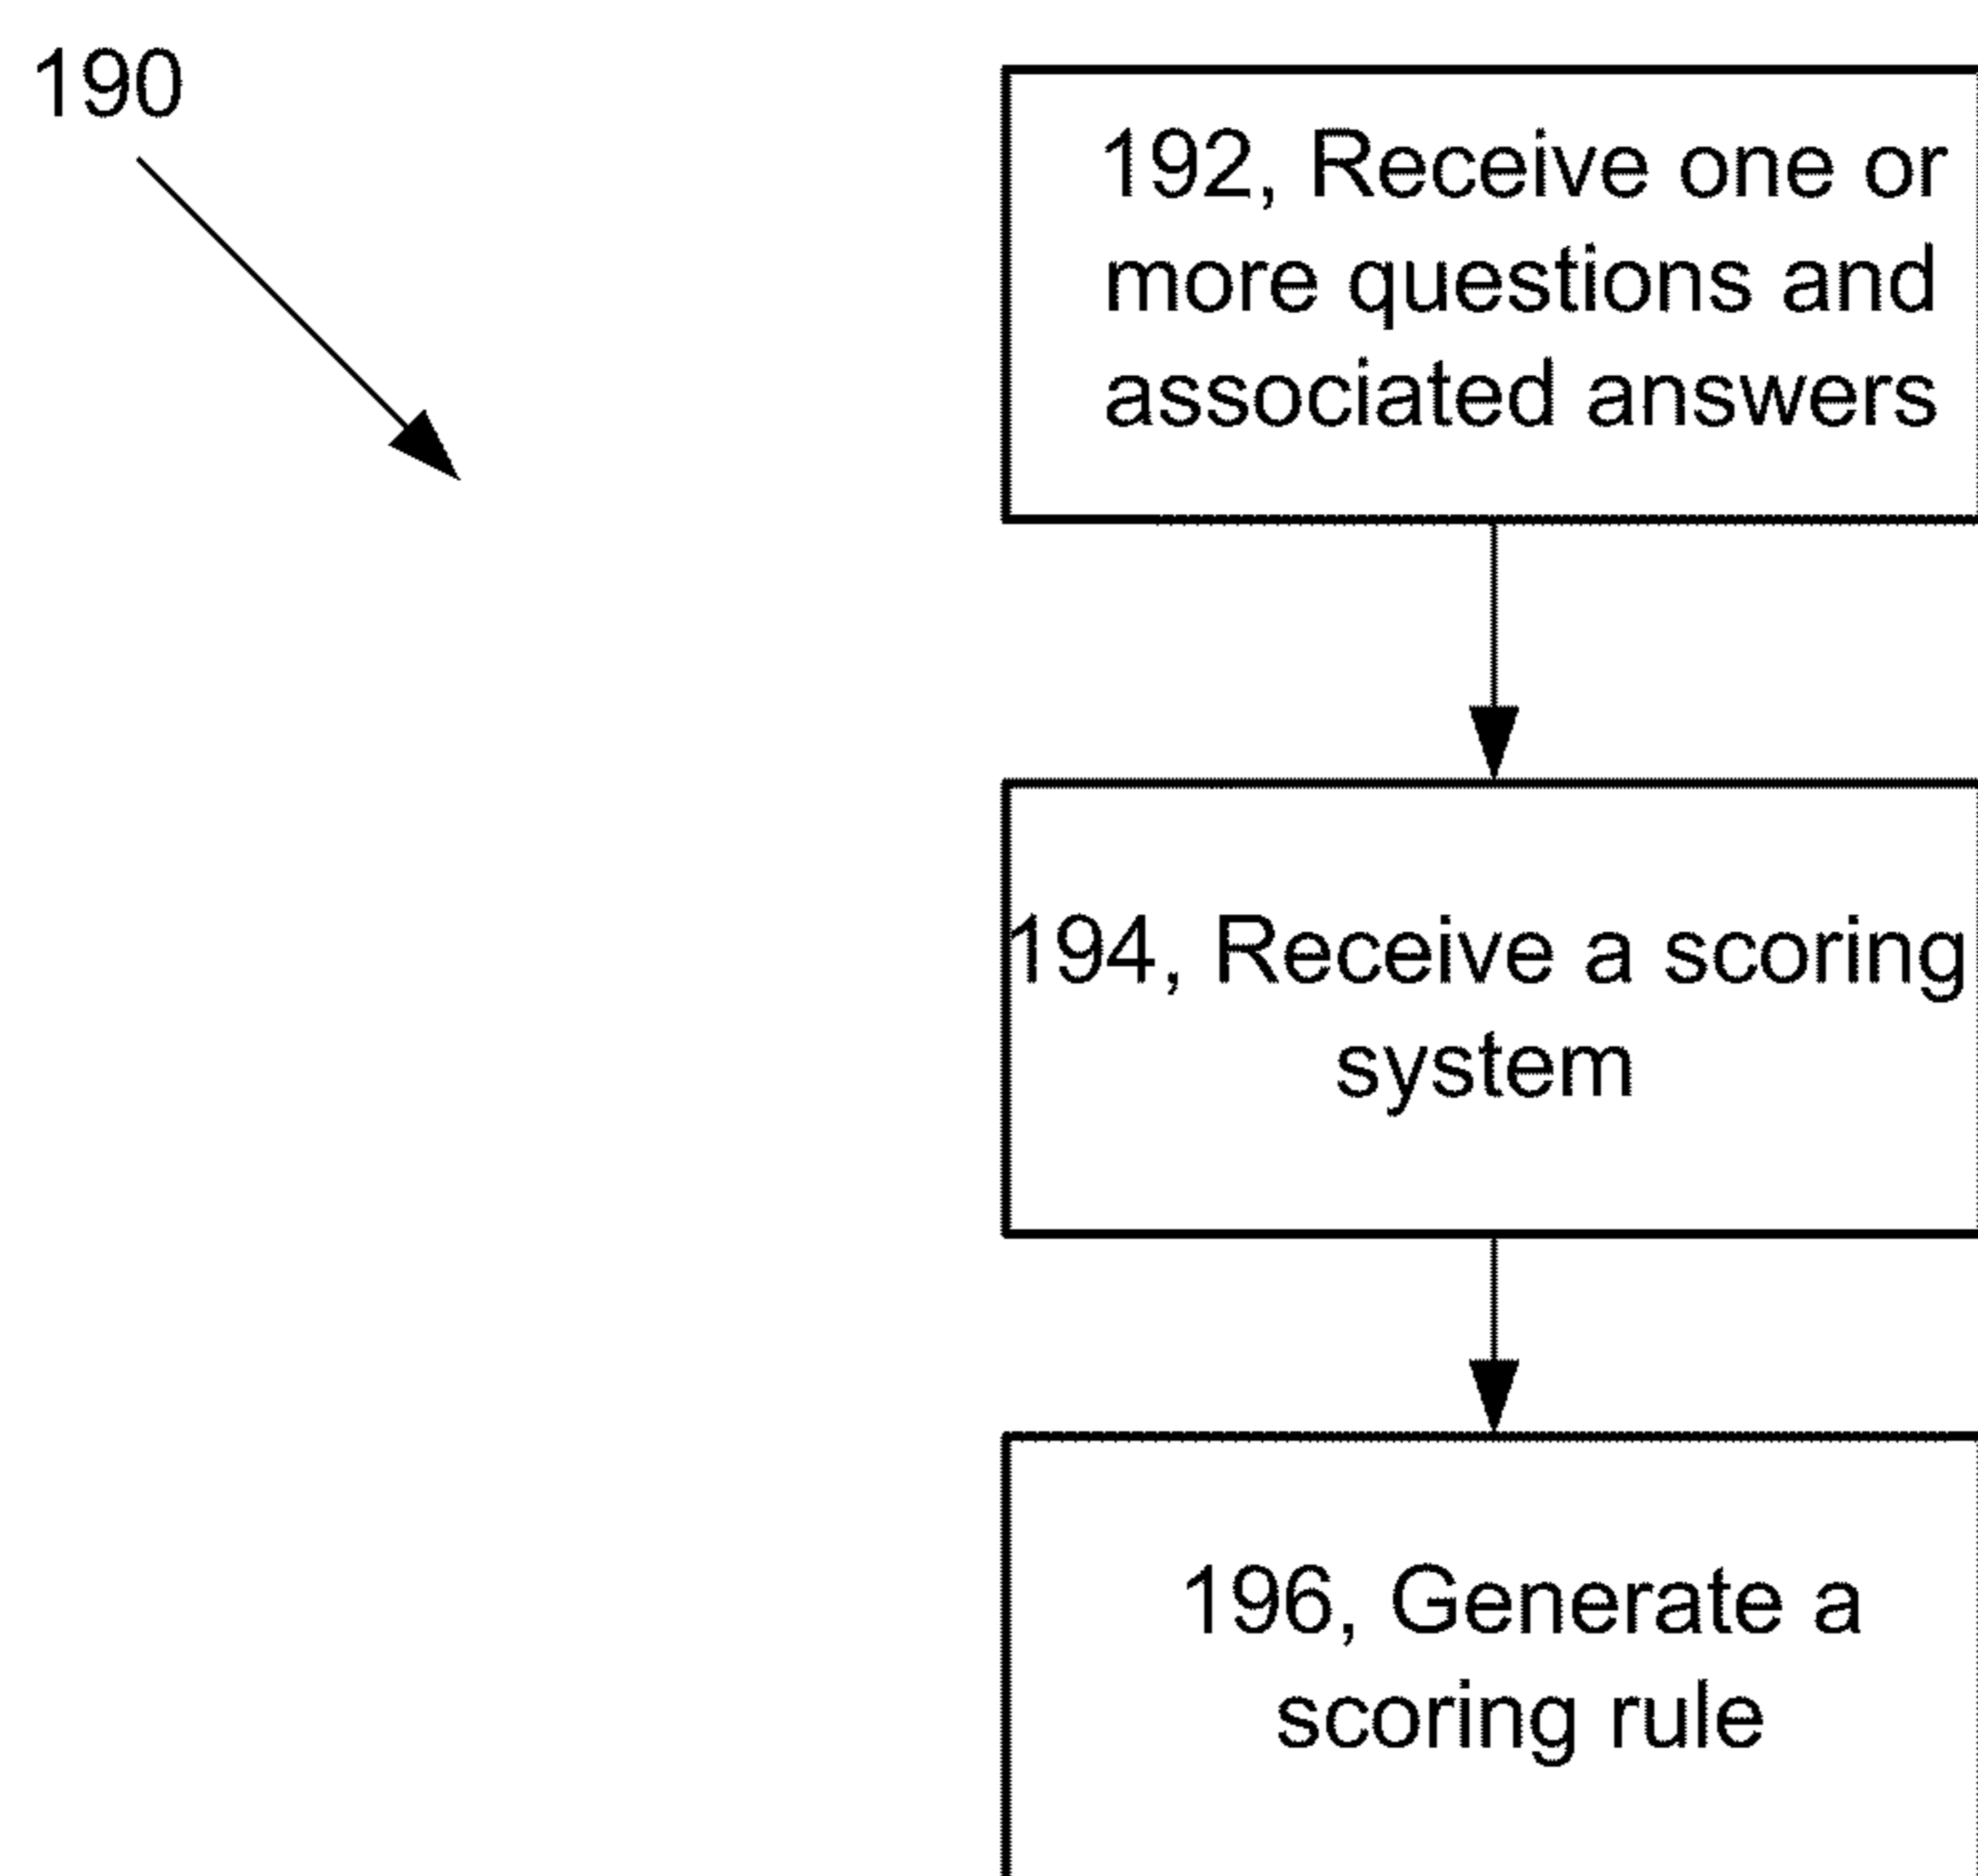 190
192, Receive one or
more questions and
associated answers
194, Receive a scoring
system
196, Generate a
scoring rule